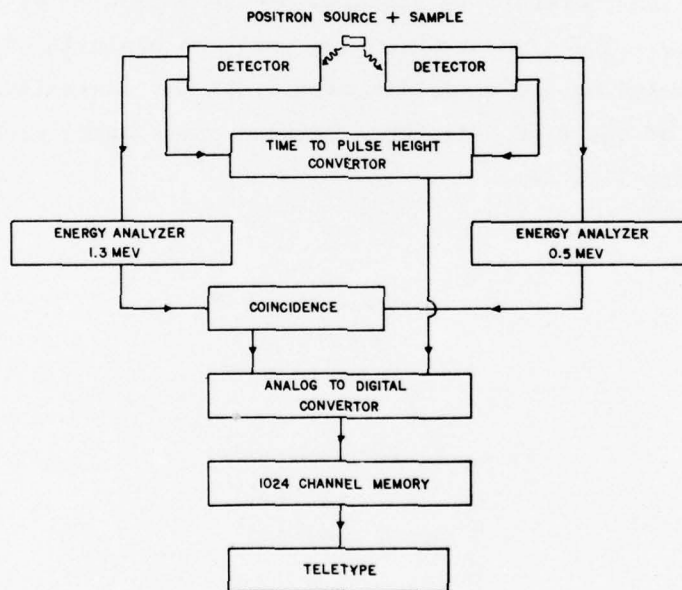 POSITRON SOURCE + SAMPLE
DETECTOR
DETECTOR
TIME TO PULSE HEIGHT
CONVERTOR
ENERGY ANALYZER
1.3 MEV
ENERGY ANALYZER
0.5 MEV
COINCIDENCE
ANALOG TO DIGITAL
CONVERTOR
1024 CHANNEL MEMORY
TELETYPE